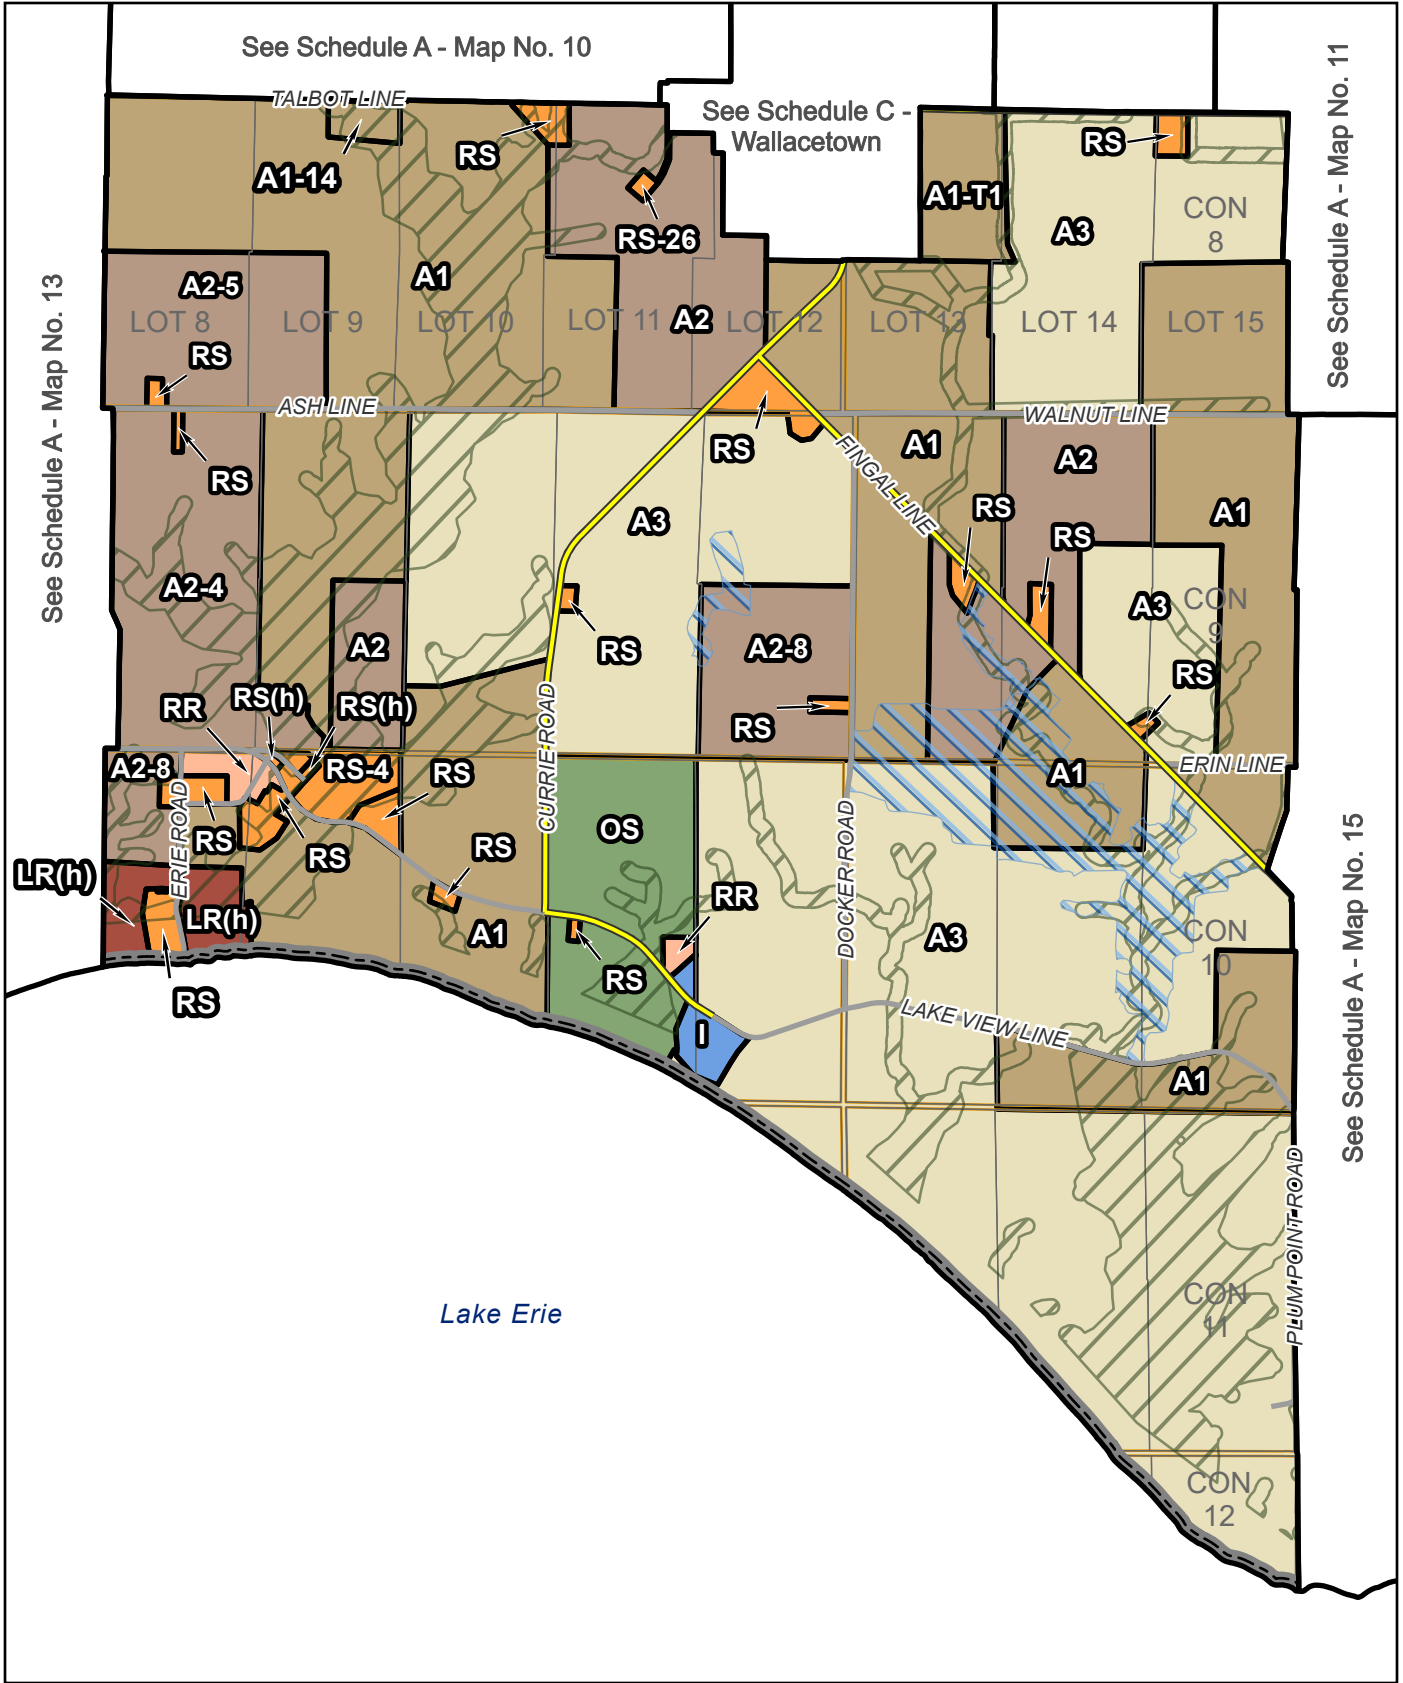 See Schedule A - Map No. 10
See Schedule C -
Wallacetown
See Schedule A - Map No. 11
TALBOT LINE
RS
A1-14
RS-26
A1-T1
RS
A3
CON
8
A1
A2-5
LOT 8
LOT 9
LOT 10
LOT 11
A2
LOT 12
LOT 13
LOT 14
LOT 15
See Schedule A - Map No. 13
RS
ASH LINE
WALNUT LINE
RS
RS
FINGAL LINE
A1
A2
A1
RS
RS
A3
A2-4
A2
RS
A2-8
RS
A3
CON
9
RS
RR
RS(h)
RS(h)
CURRIE ROAD
A2-8
RS-4
RS
ERIN LINE
A1
RS
ERIE ROAD
RS
RS
OS
DOCKER ROAD
LR(h)
LR(h)
A1
RR
A3
CON
10
RS
RS
I
LAKE VIEW LINE
A1
See Schedule A - Map No. 15
PLUM POINT ROAD
Lake Erie
CON
11
CON
12